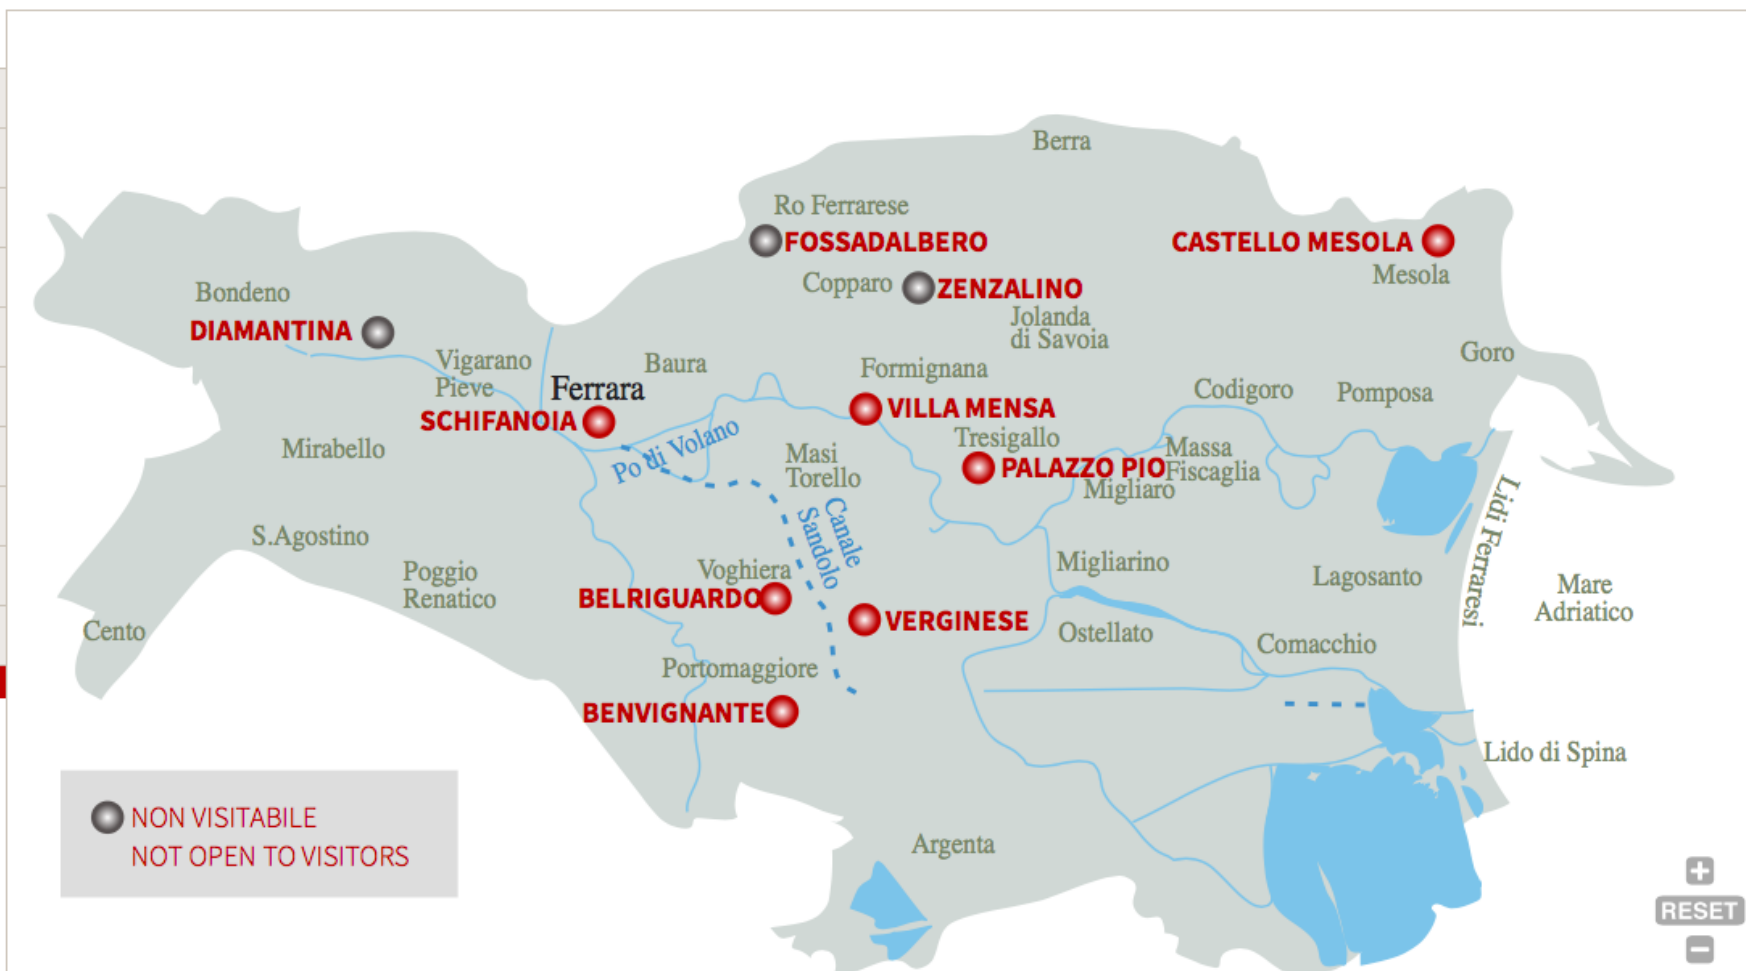 Berra
Ro Ferrarese
FOSSADALBERO
CASTELLO MESOLA
Mesola
Copparo
ZENZALINO
Bondeno
DIAMANTINA
Jolanda
di Savoia
Vigarano
Pieve
Baura
Formignana
Goro
Ferrara
Codigoro
Pomposa
SCHIFANOIA
VILLA MENSA
Po di Volano
Tresigallo
Mirabello
Masi
Torello
PALAZZO PIO
Massa
Fiscaglia
Migliaro
Canale
Sandolo
Lidi Ferraresi
S.Agostino
Poggio
Renatico
Voghiera
BELRIGUARDO
Migliarino
Lagosanto
Mare
Adriatico
VERGINESE
Cento
Ostellato
Comacchio
Portomaggiore
BENVIGNANTE
Lido di Spina
NON VISITABILE
NOT OPEN TO VISITORS
Argenta
+
RESET
−